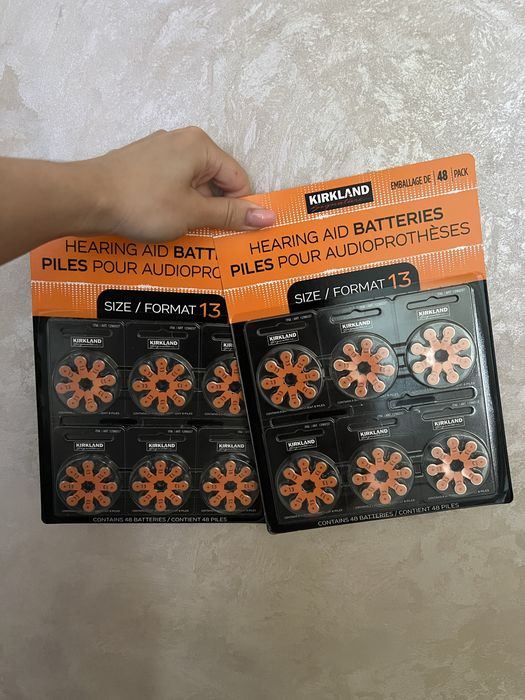 HEARING AID BATT
PILES POUR AUDIOPRO
SIZE / FORMAT 13
KIRKLAND
KIRKLAND
KIRKLAND
KIRKLAND
KIRKLAND
KIRKLAND
CONTAINS 48 BATTERIES / CONTIENT 48 PILES
KIRKLAND
Signature
EMBALLAGE DE 48 PACK
HEARING AID BATTERIES
PILES POUR AUDIOPROTHÈSES
SIZE / FORMAT 13
KIRKLAND
KIRKLAND
KIRKLAND
KIRKLAND
KIRKLAND
KIRKLAND
CONTAINS 48 BATTERIES / CONTIENT 48 PILES